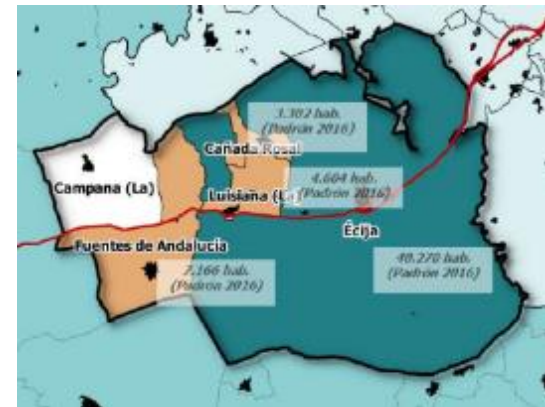 3.302 hab.
(Padrón 2016)
Cañada Rosal
4.604 hab.
(Padrón 2016)
Campana (La)
Luisiana (La)
Écija
Fuentes de Andalucía
7.166 hab.
(Padrón 2016)
40.270 hab.
(Padrón 2016)